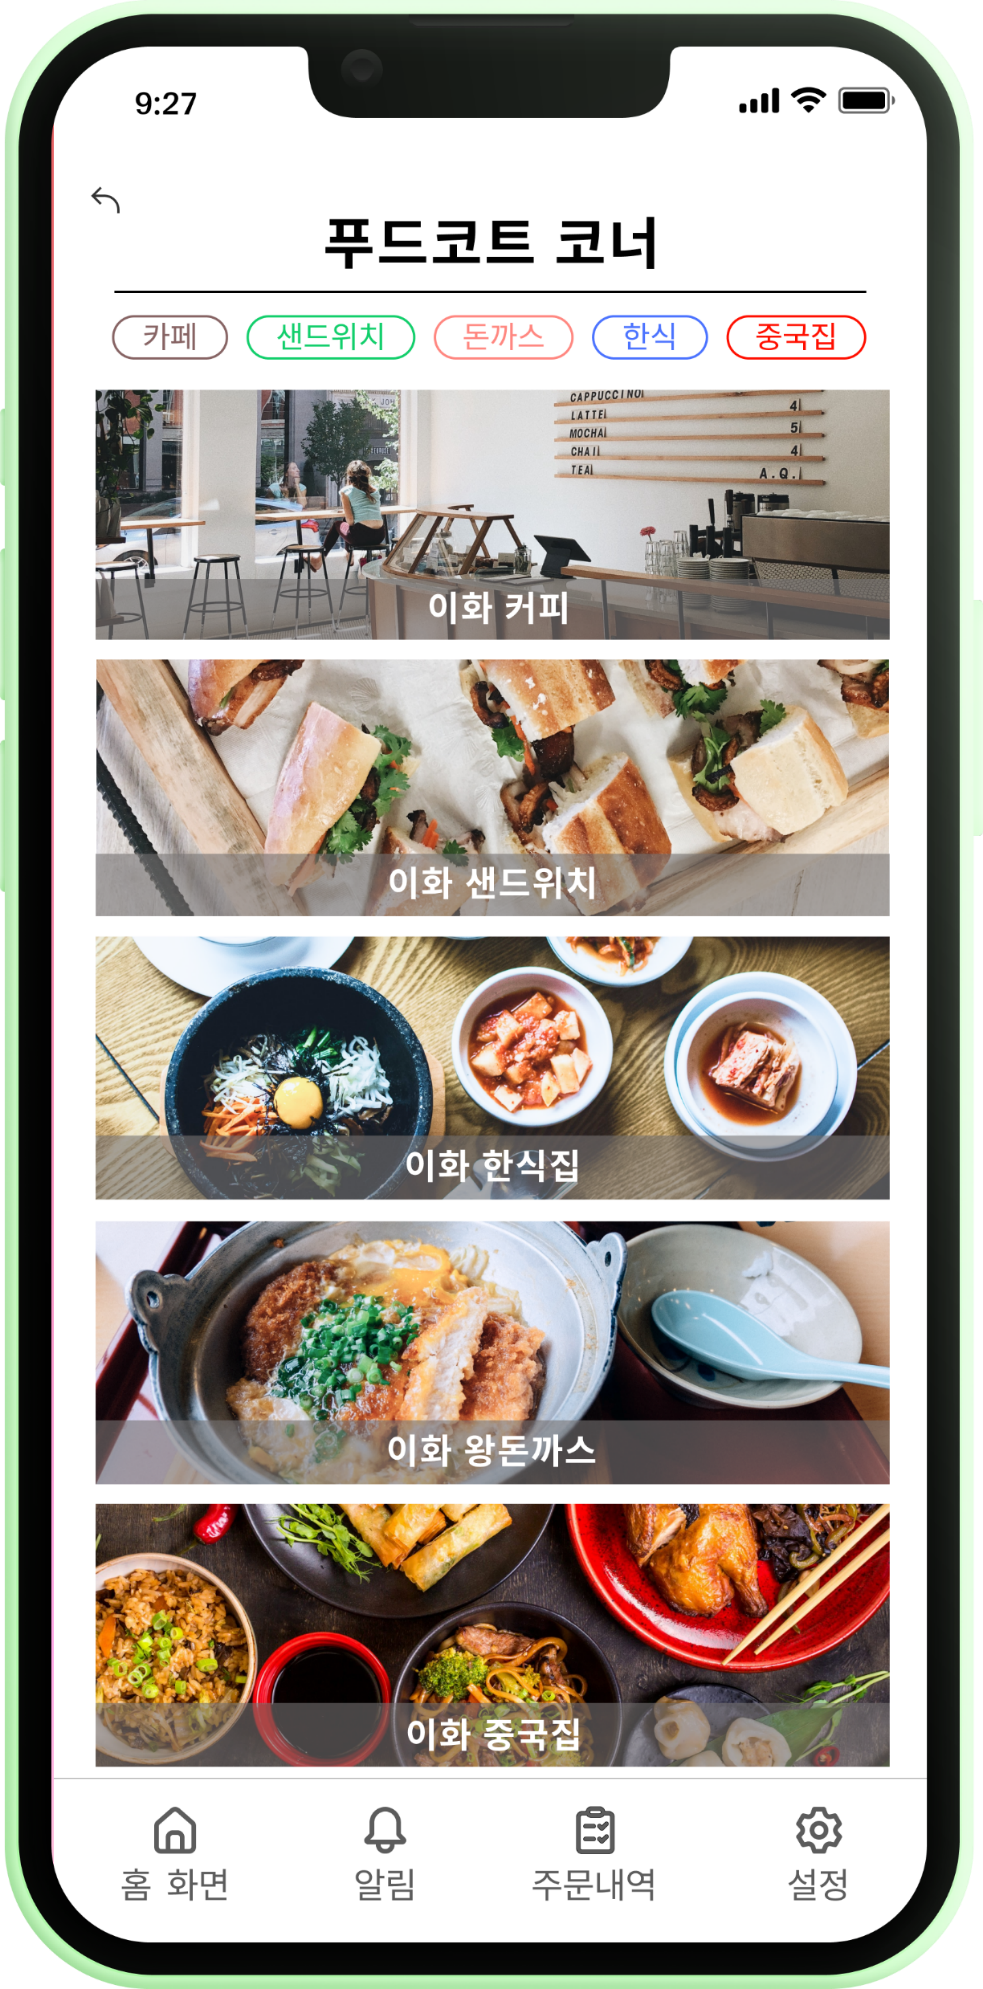 9:27
푸드코트 코너
카페 샌드위치 돈까스 한식 중국집
CAPPUCCINO
LATTE 4
MOCHA 5
CHAI 4
TEA A.Q.
이화 커피
이화 샌드위치
이화 한식집
이화 왕돈까스
이화 중국집
홈 화면 알림 주문내역 설정